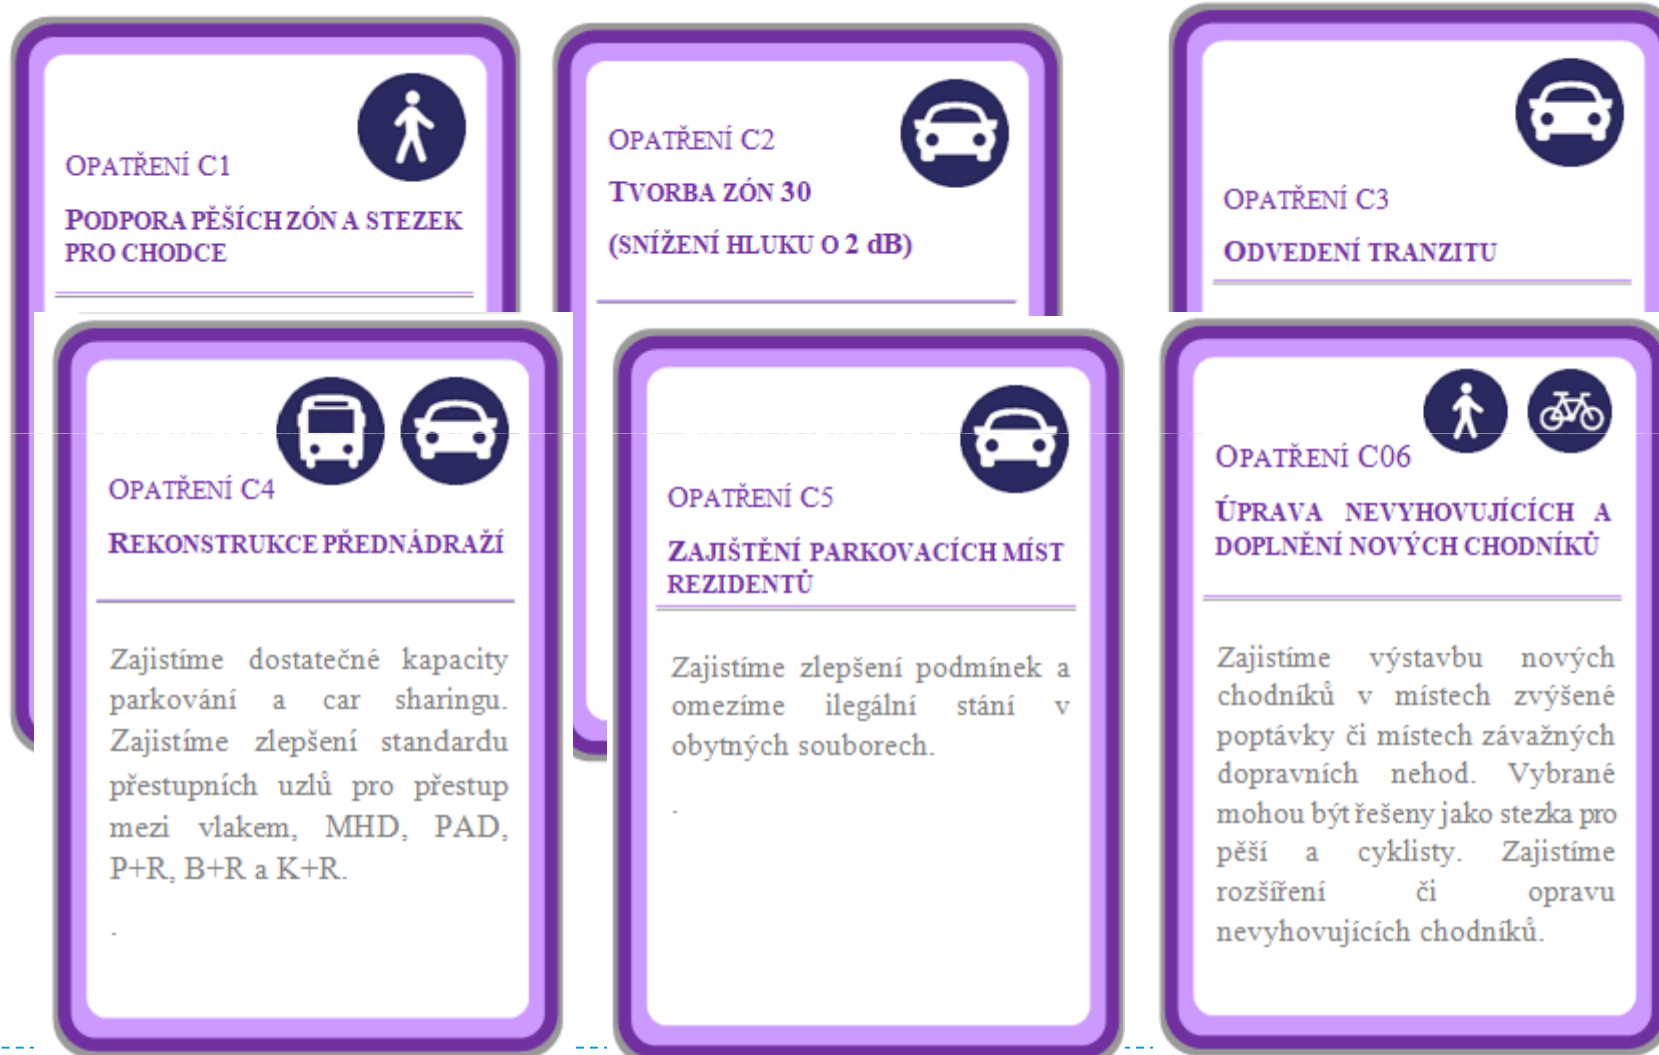 OPATŘENÍ C1
PODPORA PĚŠÍCH ZÓN A STEZEK
PRO CHODCE
OPATŘENÍ C2
TVORBA ZÓN 30
(SNÍŽENÍ HLUKU O 2 dB)
OPATŘENÍ C3
ODVEDENÍ TRANZITU
OPATŘENÍ C4
REKONSTRUKCE PŘEDNÁDRAŽÍ
Zajistíme dostatečné kapacity
parkování a car sharingu.
Zajistíme zlepšení standardu
přestupních uzlů pro přestup
mezi vlakem, MHD, PAD,
P+R, B+R a K+R.
.
OPATŘENÍ C5
ZAJIŠTĚNÍ PARKOVACÍCH MÍST
REZIDENTŮ
Zajistíme zlepšení podmínek a
omezíme ilegální stání v
obytných souborech.
.
OPATŘENÍ C06
ÚPRAVA NEVYHOVUJÍCÍCH A
DOPLNĚNÍ NOVÝCH CHODNÍKŮ
Zajistíme výstavbu nových
chodníků v místech zvýšené
poptávky či místech závažných
dopravních nehod. Vybrané
mohou být řešeny jako stezka pro
pěší a cyklisty. Zajistíme
rozšíření či opravu
nevyhovujících chodníků.